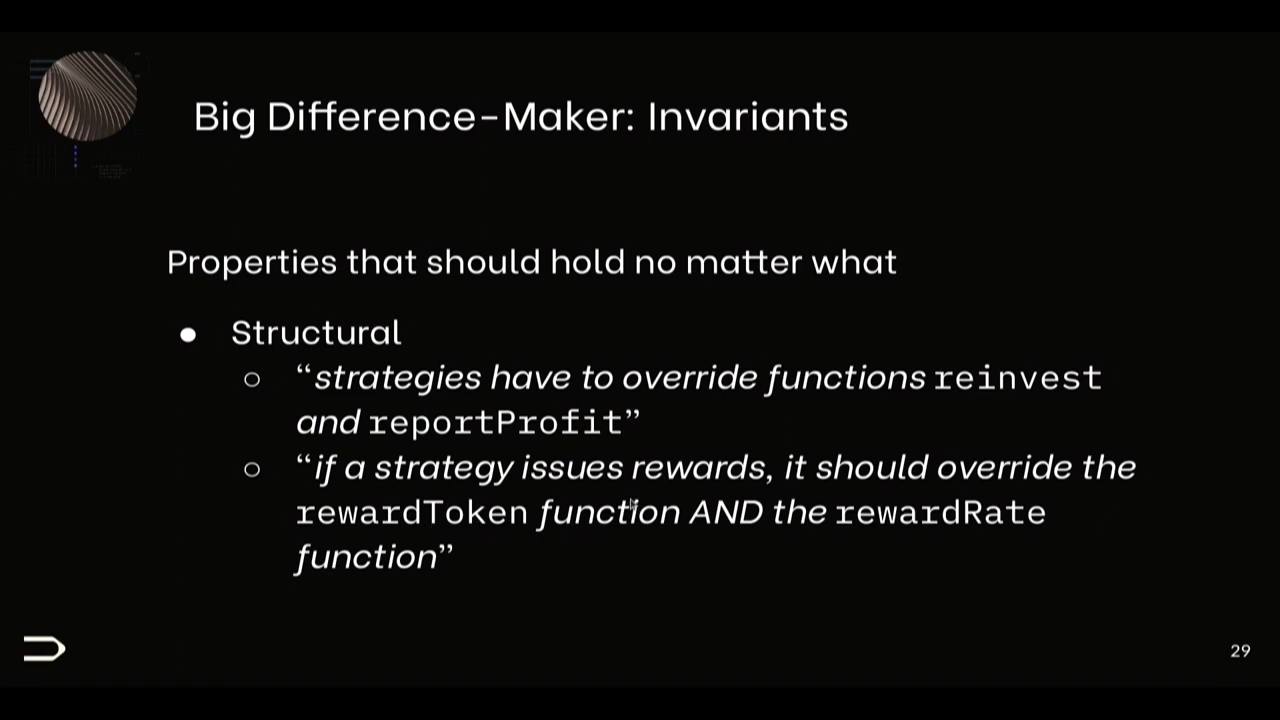 Big Difference-Maker: Invariants
Properties that should hold no matter what
● Structural
○ “strategies have to override functions reinvest
and reportProfit”
○ “if a strategy issues rewards, it should override the
rewardToken function AND the rewardRate
function”
29